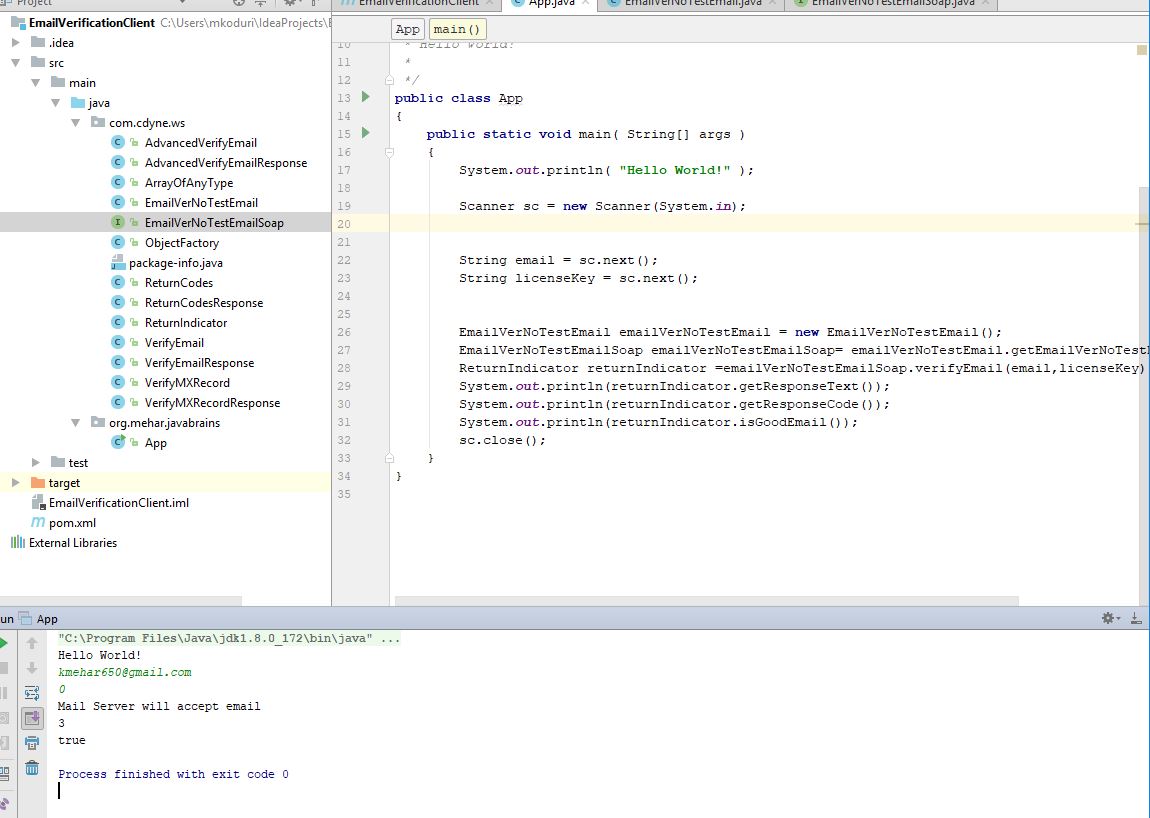 Project
EmailVerificationClient C:\Users\mkoduri\IdeaProjects\E
.idea
src
main
java
com.cdyne.ws
AdvancedVerifyEmail
AdvancedVerifyEmailResponse
ArrayOfAnyType
EmailVerNoTestEmail
EmailVerNoTestEmailSoap
ObjectFactory
package-info.java
ReturnCodes
ReturnCodesResponse
ReturnIndicator
VerifyEmail
VerifyEmailResponse
VerifyMXRecord
VerifyMXRecordResponse
org.mehar.javabrains
App
test
target
EmailVerificationClient.iml
pom.xml
External Libraries
EmailVerificationClient App.java EmailVerNoTestEmail.java EmailVerNoTestEmailSoap.java
App main()
10 * Hello World!
11 *
12 */
13 public class App
14 {
15 public static void main( String[] args )
16 {
17 System.out.println( "Hello World!" );
18
19 Scanner sc = new Scanner(System.in);
20
21
22 String email = sc.next();
23 String licenseKey = sc.next();
24
25
26 EmailVerNoTestEmail emailVerNoTestEmail = new EmailVerNoTestEmail();
27 EmailVerNoTestEmailSoap emailVerNoTestEmailSoap= emailVerNoTestEmail.getEmailVerNoTest
28 ReturnIndicator returnIndicator =emailVerNoTestEmailSoap.verifyEmail(email,licenseKey)
29 System.out.println(returnIndicator.getResponseText());
30 System.out.println(returnIndicator.getResponseCode());
31 System.out.println(returnIndicator.isGoodEmail());
32 sc.close();
33 }
34 }
35
un App
"C:\Program Files\Java\jdk1.8.0_172\bin\java" ...
Hello World!
kmehar650@gmail.com
0
Mail Server will accept email
3
true
Process finished with exit code 0